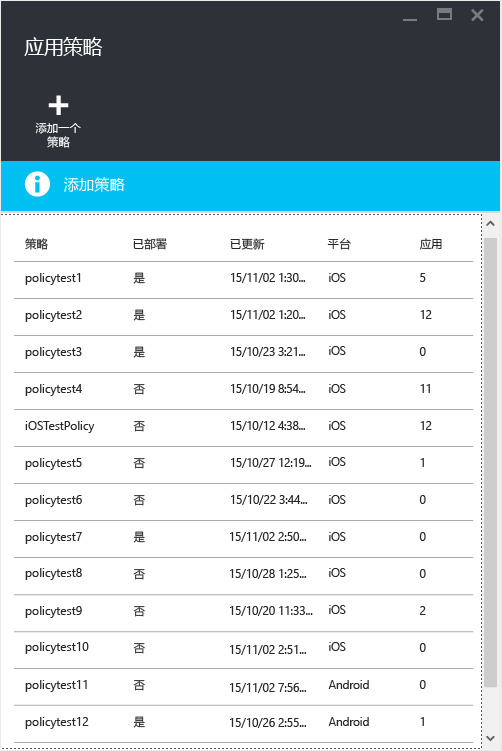 应用策略
添加一个
策略
添加策略
策略 已部署 已更新 平台 应用
policytest1 是 15/11/02 1:30... iOS 5
policytest2 是 15/11/02 1:20... iOS 12
policytest3 是 15/10/23 3:21... iOS 0
policytest4 否 15/10/19 8:54... iOS 11
iOSTestPolicy 否 15/10/12 4:38... iOS 12
policytest5 否 15/10/27 12:19... iOS 1
policytest6 否 15/10/22 3:44... iOS 0
policytest7 是 15/11/02 2:50... iOS 0
policytest8 否 15/10/28 1:25... iOS 0
policytest9 否 15/10/20 11:33... iOS 2
policytest10 否 15/11/02 2:51... iOS 0
policytest11 否 15/11/02 7:56... Android 0
policytest12 是 15/10/26 2:55... Android 1